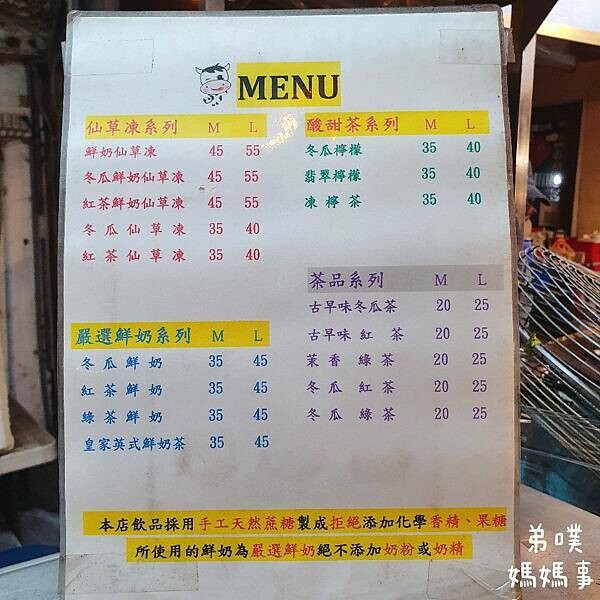 MENU
仙草凍系列 M L
鮮奶仙草凍 45 55
冬瓜鮮奶仙草凍 45 55
紅茶鮮奶仙草凍 45 55
冬瓜仙草凍 35 40
紅茶仙草凍 35 40
嚴選鮮奶系列 M L
冬瓜鮮奶 35 45
紅茶鮮奶 35 45
綠茶鮮奶 35 45
皇家英式鮮奶茶 35 45
酸甜茶系列 M L
冬瓜檸檬 35 40
翡翠檸檬 35 40
凍檸茶 35 40
茶品系列 M L
古早味冬瓜茶 20 25
古早味紅茶 20 25
茉香綠茶 20 25
冬瓜紅茶 20 25
冬瓜綠茶 20 25
本店飲品採用手工天然蔗糖製成拒絕添加化學香精、果糖
所使用的鮮奶為嚴選鮮奶絕不添加奶粉或奶精
弟噗
媽媽事